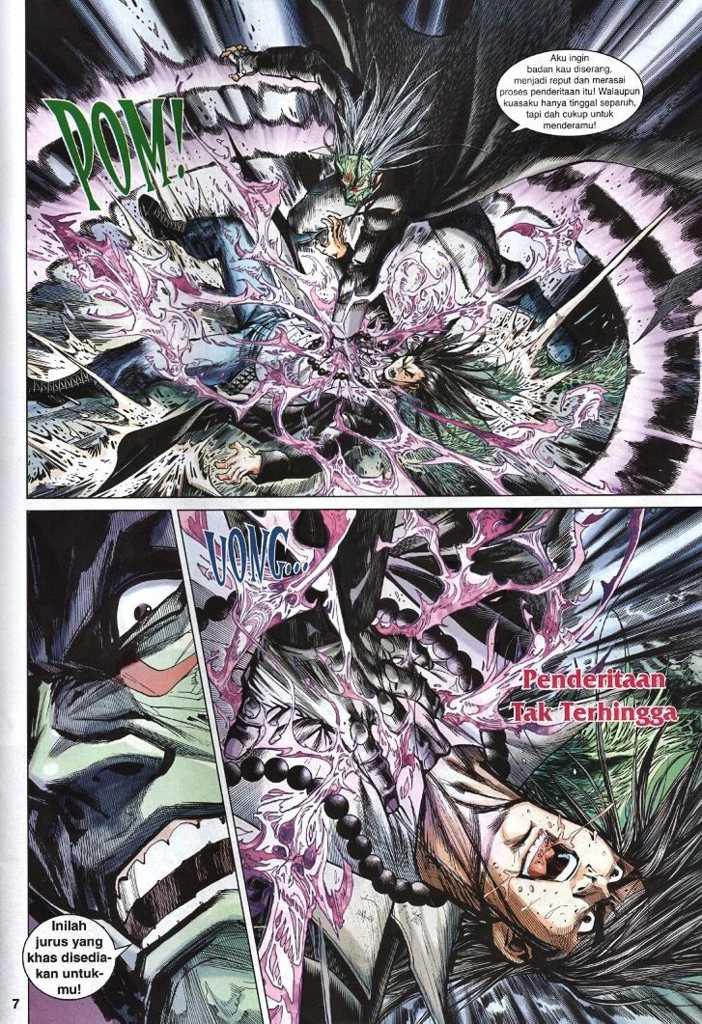 POM!
Aku ingin
badan kau diserang,
menjadi reput dan merasai
proses penderitaan itu! Walaupun
kuasaku hanya tinggal separuh,
tapi dah cukup untuk
menderamu!
UONG...
Penderitaan
Tak Terhingga
Inilah
jurus yang
khas disedia-
kan untuk-
mu!
7